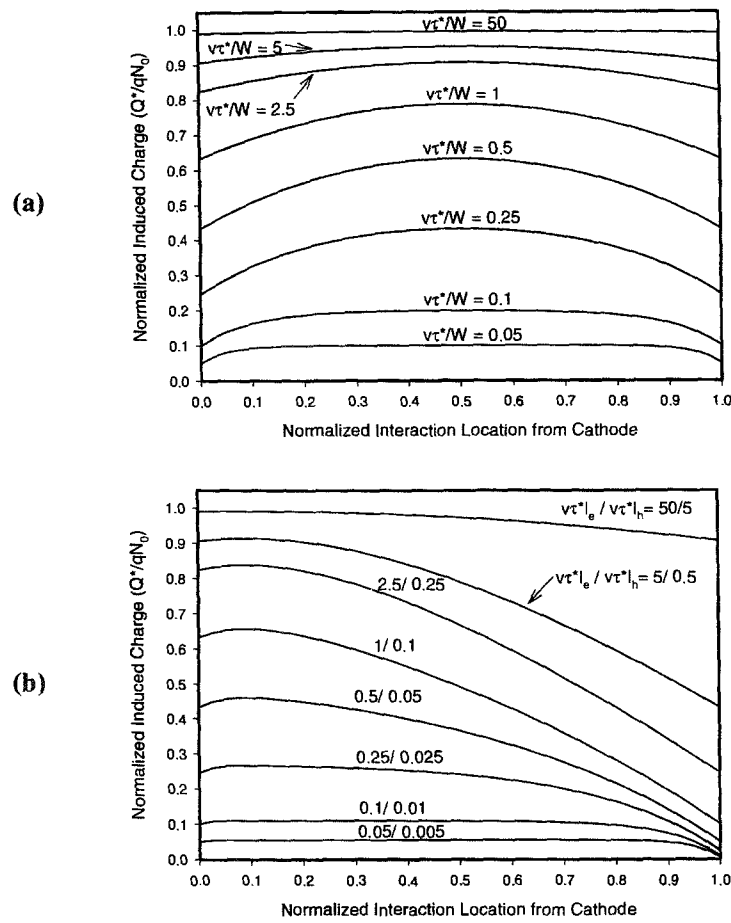 (a)
Normalized Induced Charge (Q*/qN₀)
1.0
0.9
0.8
0.7
0.6
0.5
0.4
0.3
0.2
0.1
0.0
vτ*/W = 50
vτ*/W = 5
vτ*/W = 2.5
vτ*/W = 1
vτ*/W = 0.5
vτ*/W = 0.25
vτ*/W = 0.1
vτ*/W = 0.05
0.0 0.1 0.2 0.3 0.4 0.5 0.6 0.7 0.8 0.9 1.0
Normalized Interaction Location from Cathode
(b)
Normalized Induced Charge (Q*/qN₀)
1.0
0.9
0.8
0.7
0.6
0.5
0.4
0.3
0.2
0.1
0.0
vτ*|ₑ / vτ*|ₕ= 50/5
vτ*|ₑ / vτ*|ₕ= 5/ 0.5
2.5/ 0.25
1/ 0.1
0.5/ 0.05
0.25/ 0.025
0.1/ 0.01
0.05/ 0.005
0.0 0.1 0.2 0.3 0.4 0.5 0.6 0.7 0.8 0.9 1.0
Normalized Interaction Location from Cathode